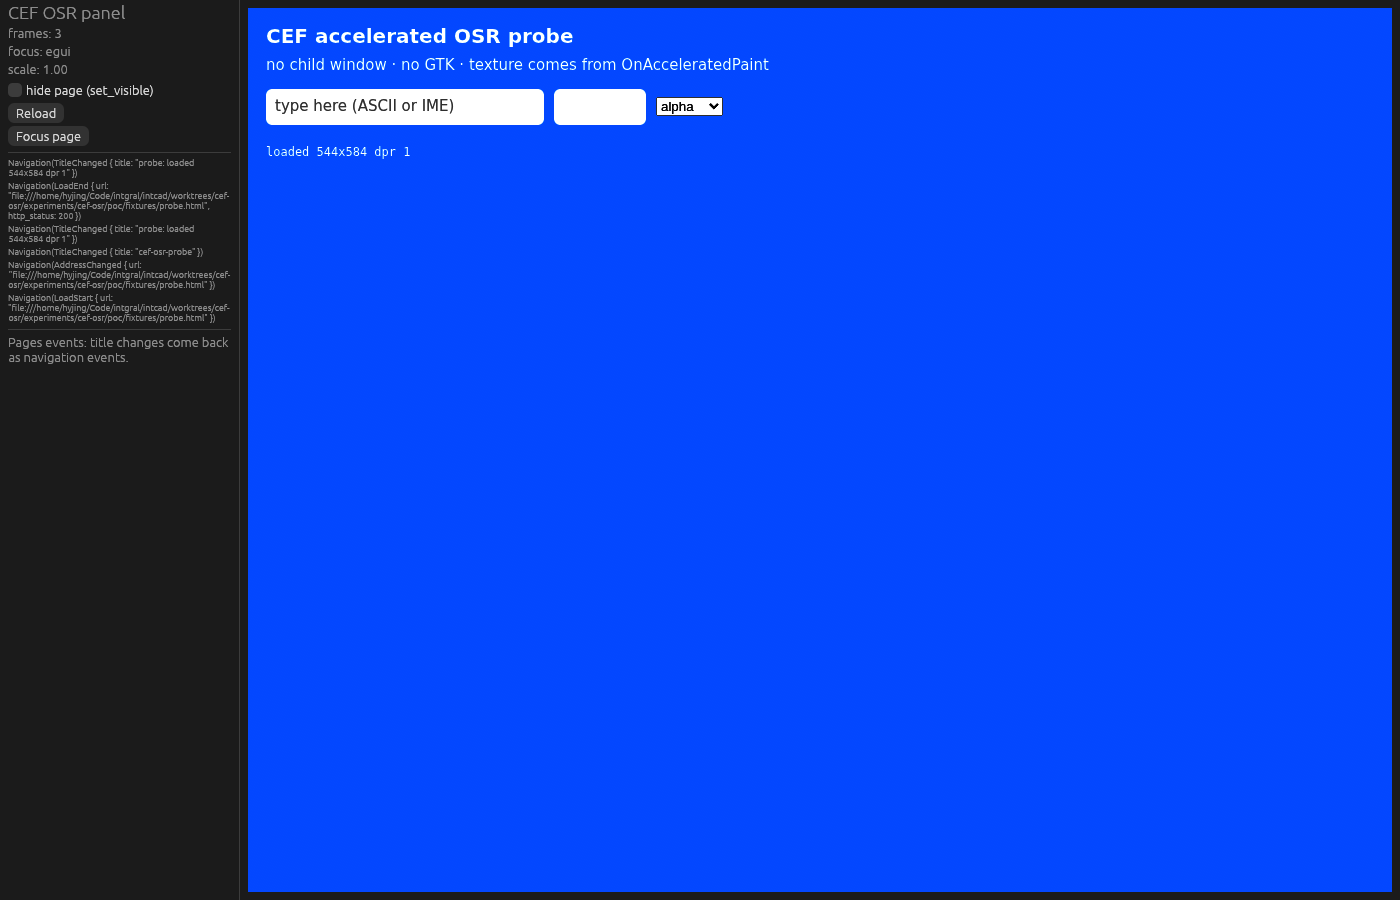 CEF OSR panel
frames: 3
focus: egui
scale: 1.00
hide page (set_visible)
Reload
Focus page
Navigation(TitleChanged { title: "probe: loaded
544x584 dpr 1" })
Navigation(LoadEnd { url:
"file:///home/hyjing/Code/intgral/intcad/worktrees/cef-
osr/experiments/cef-osr/poc/fixtures/probe.html",
http_status: 200 })
Navigation(TitleChanged { title: "probe: loaded
544x584 dpr 1" })
Navigation(TitleChanged { title: "cef-osr-probe" })
Navigation(AddressChanged { url:
"file:///home/hyjing/Code/intgral/intcad/worktrees/cef-
osr/experiments/cef-osr/poc/fixtures/probe.html" })
Navigation(LoadStart { url:
"file:///home/hyjing/Code/intgral/intcad/worktrees/cef-
osr/experiments/cef-osr/poc/fixtures/probe.html" })
Pages events: title changes come back
as navigation events.
CEF accelerated OSR probe
no child window · no GTK · texture comes from OnAcceleratedPaint
type here (ASCII or IME)
alpha
loaded 544x584 dpr 1